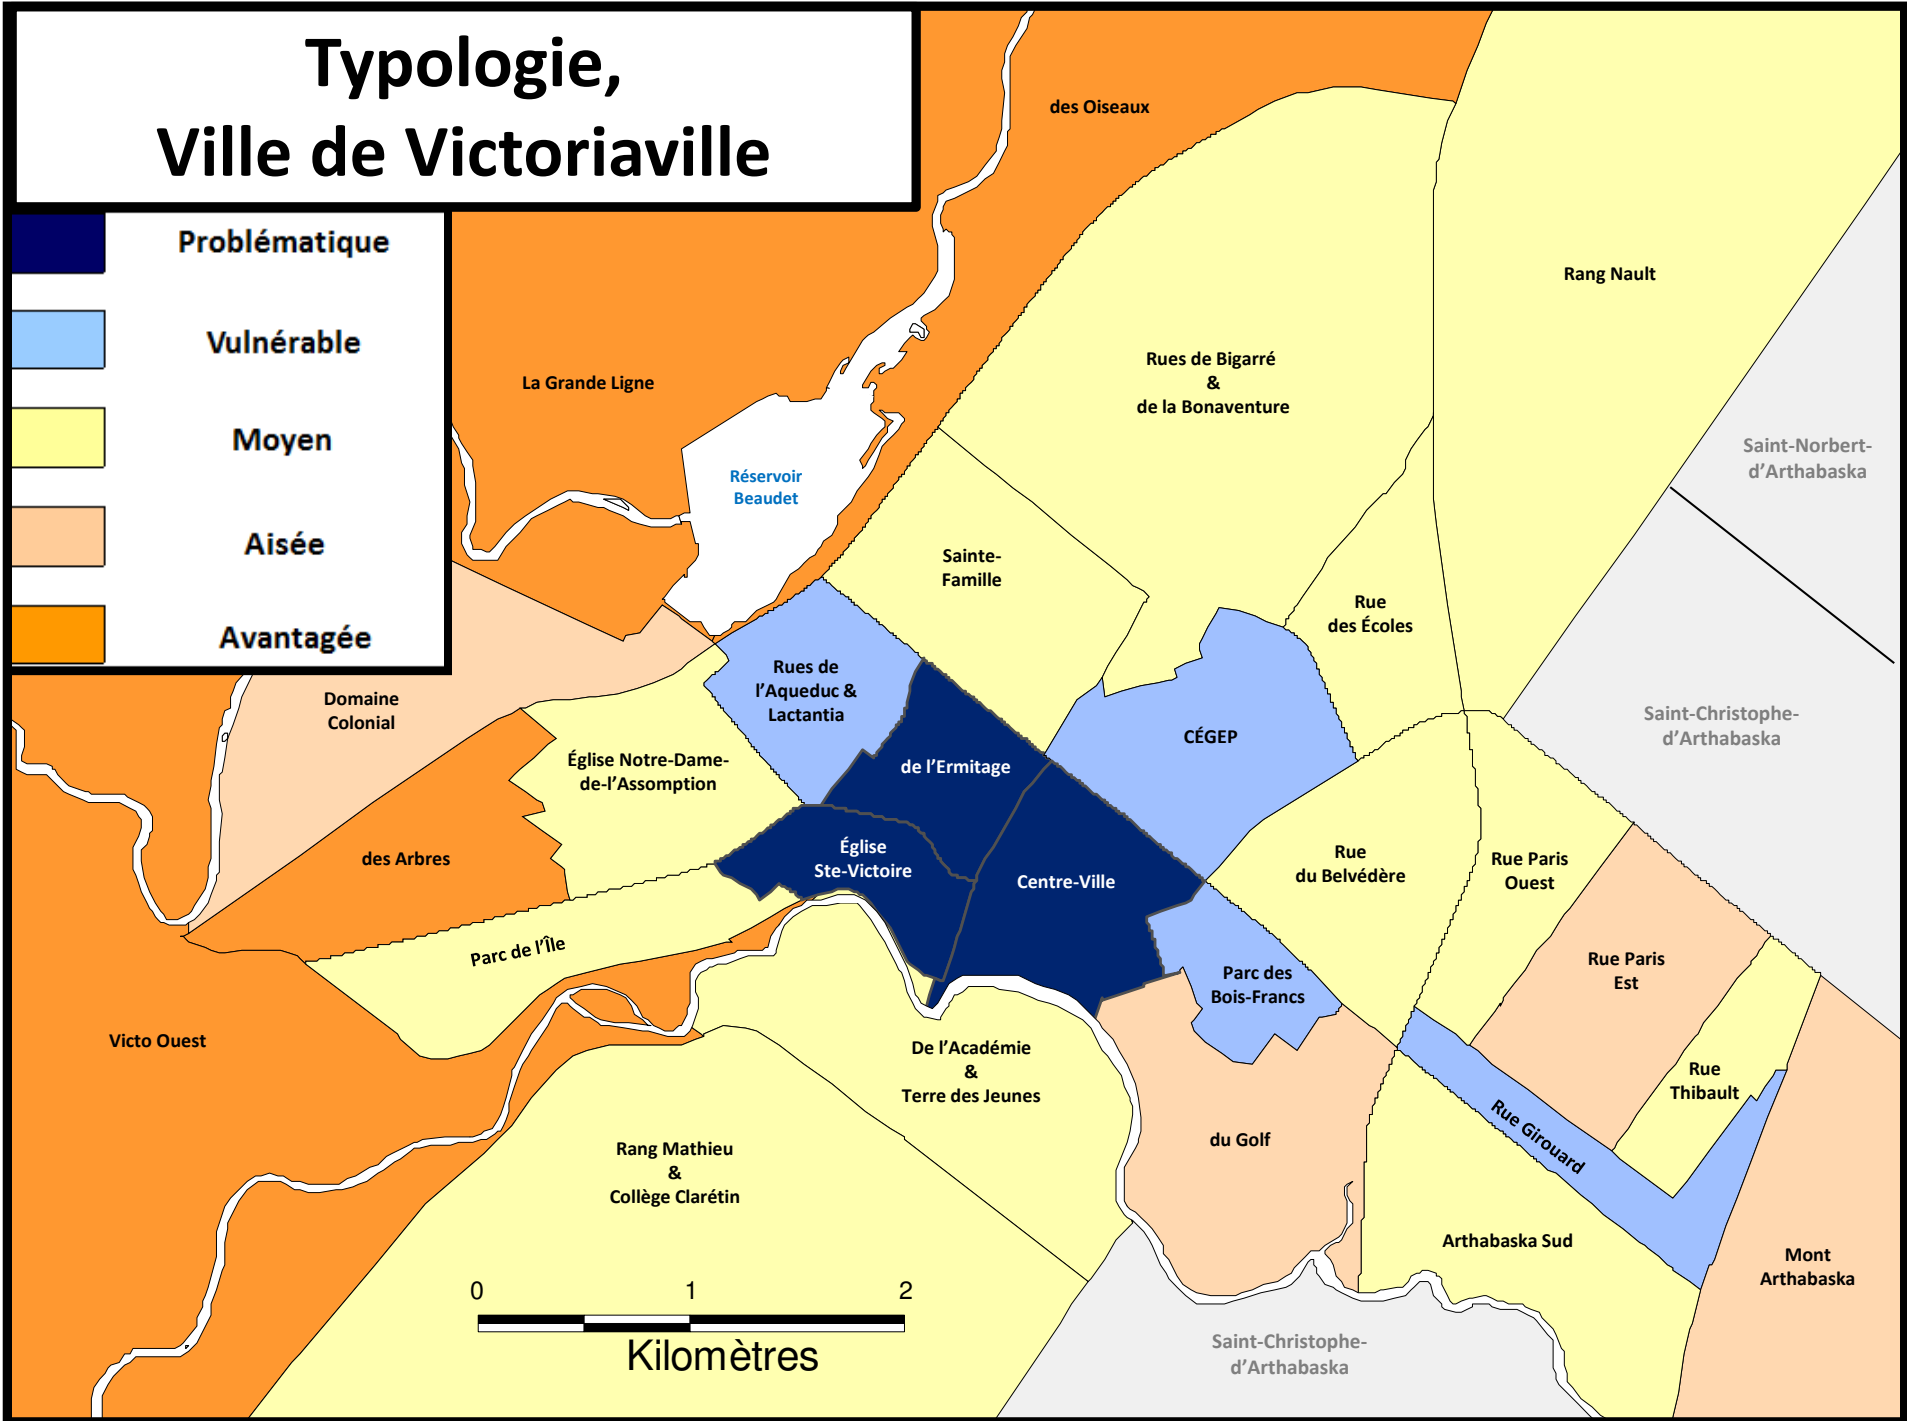 Typologie,
Ville de Victoriaville
Problématique
Vulnérable
Moyen
Aisée
Avantagée
des Oiseaux
Rang Nault
Rues de Bigarré
&
de la Bonaventure
La Grande Ligne
Saint-Norbert-
d'Arthabaska
Réservoir
Beaudet
Sainte-
Famille
Rue
des Écoles
Rues de
l'Aqueduc &
Lactantia
Domaine
Colonial
Saint-Christophe-
d'Arthabaska
CÉGEP
Église Notre-Dame-
de-l'Assomption
de l'Ermitage
des Arbres
Église
Ste-Victoire
Centre-Ville
Rue
du Belvédère
Rue Paris
Ouest
Parc de l'Île
Parc des
Bois-Francs
Rue Paris
Est
Victo Ouest
De l'Académie
&
Terre des Jeunes
Rue
Thibault
Rue Girouard
du Golf
Rang Mathieu
&
Collège Clarétin
Arthabaska Sud
Mont
Arthabaska
0 1 2
Kilomètres
Saint-Christophe-
d'Arthabaska